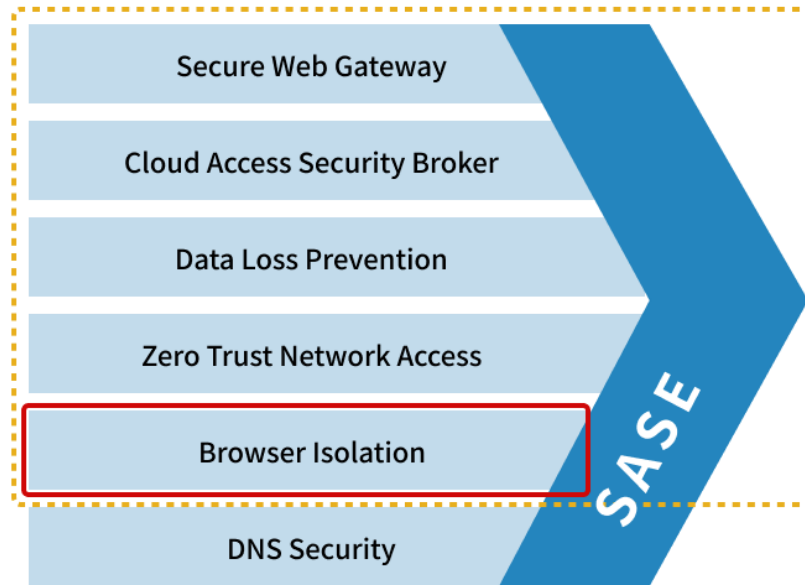 Secure Web Gateway
Cloud Access Security Broker
Data Loss Prevention
Zero Trust Network Access
Browser Isolation
DNS Security
SASE